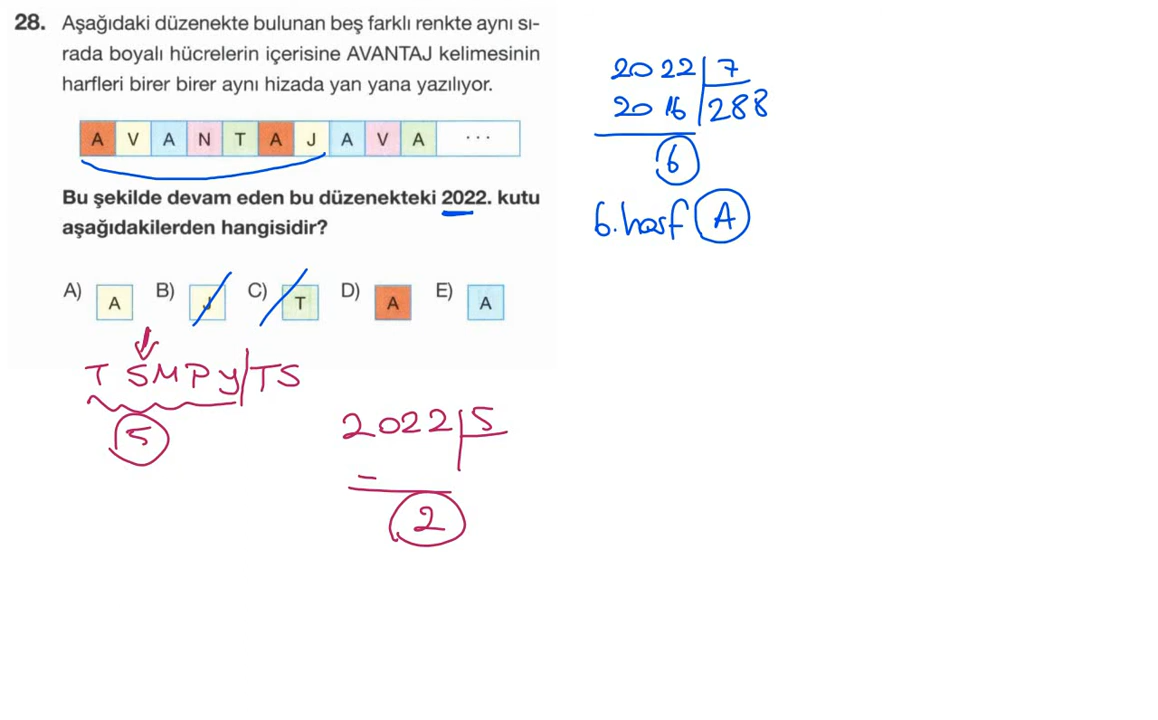 28. Aşağıdaki düzenekte bulunan beş farklı renkte aynı sı-
rada boyalı hücrelerin içerisine AVANTAJ kelimesinin
harfleri birer birer aynı hizada yan yana yazılıyor.
A V A N T A J A V A ...
Bu şekilde devam eden bu düzenekteki 2022. kutu
aşağıdakilerden hangisidir?
A) A B) J C) T D) A E) A
T S M P Y / T S
5
2022 5
2
2022 7
2016 288
6
6. harf A